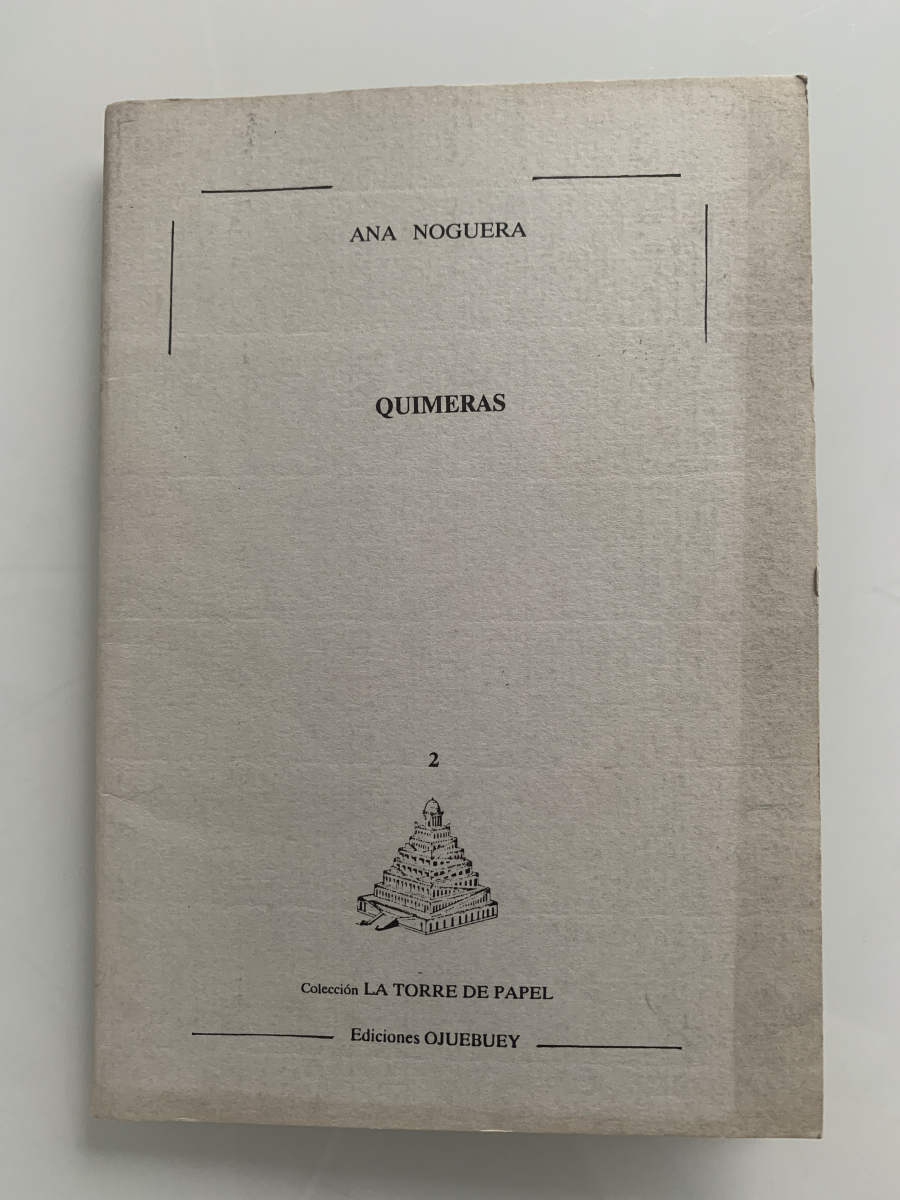 ANA NOGUERA
QUIMERAS
2
Colección LA TORRE DE PAPEL
Ediciones OJUEBUEY